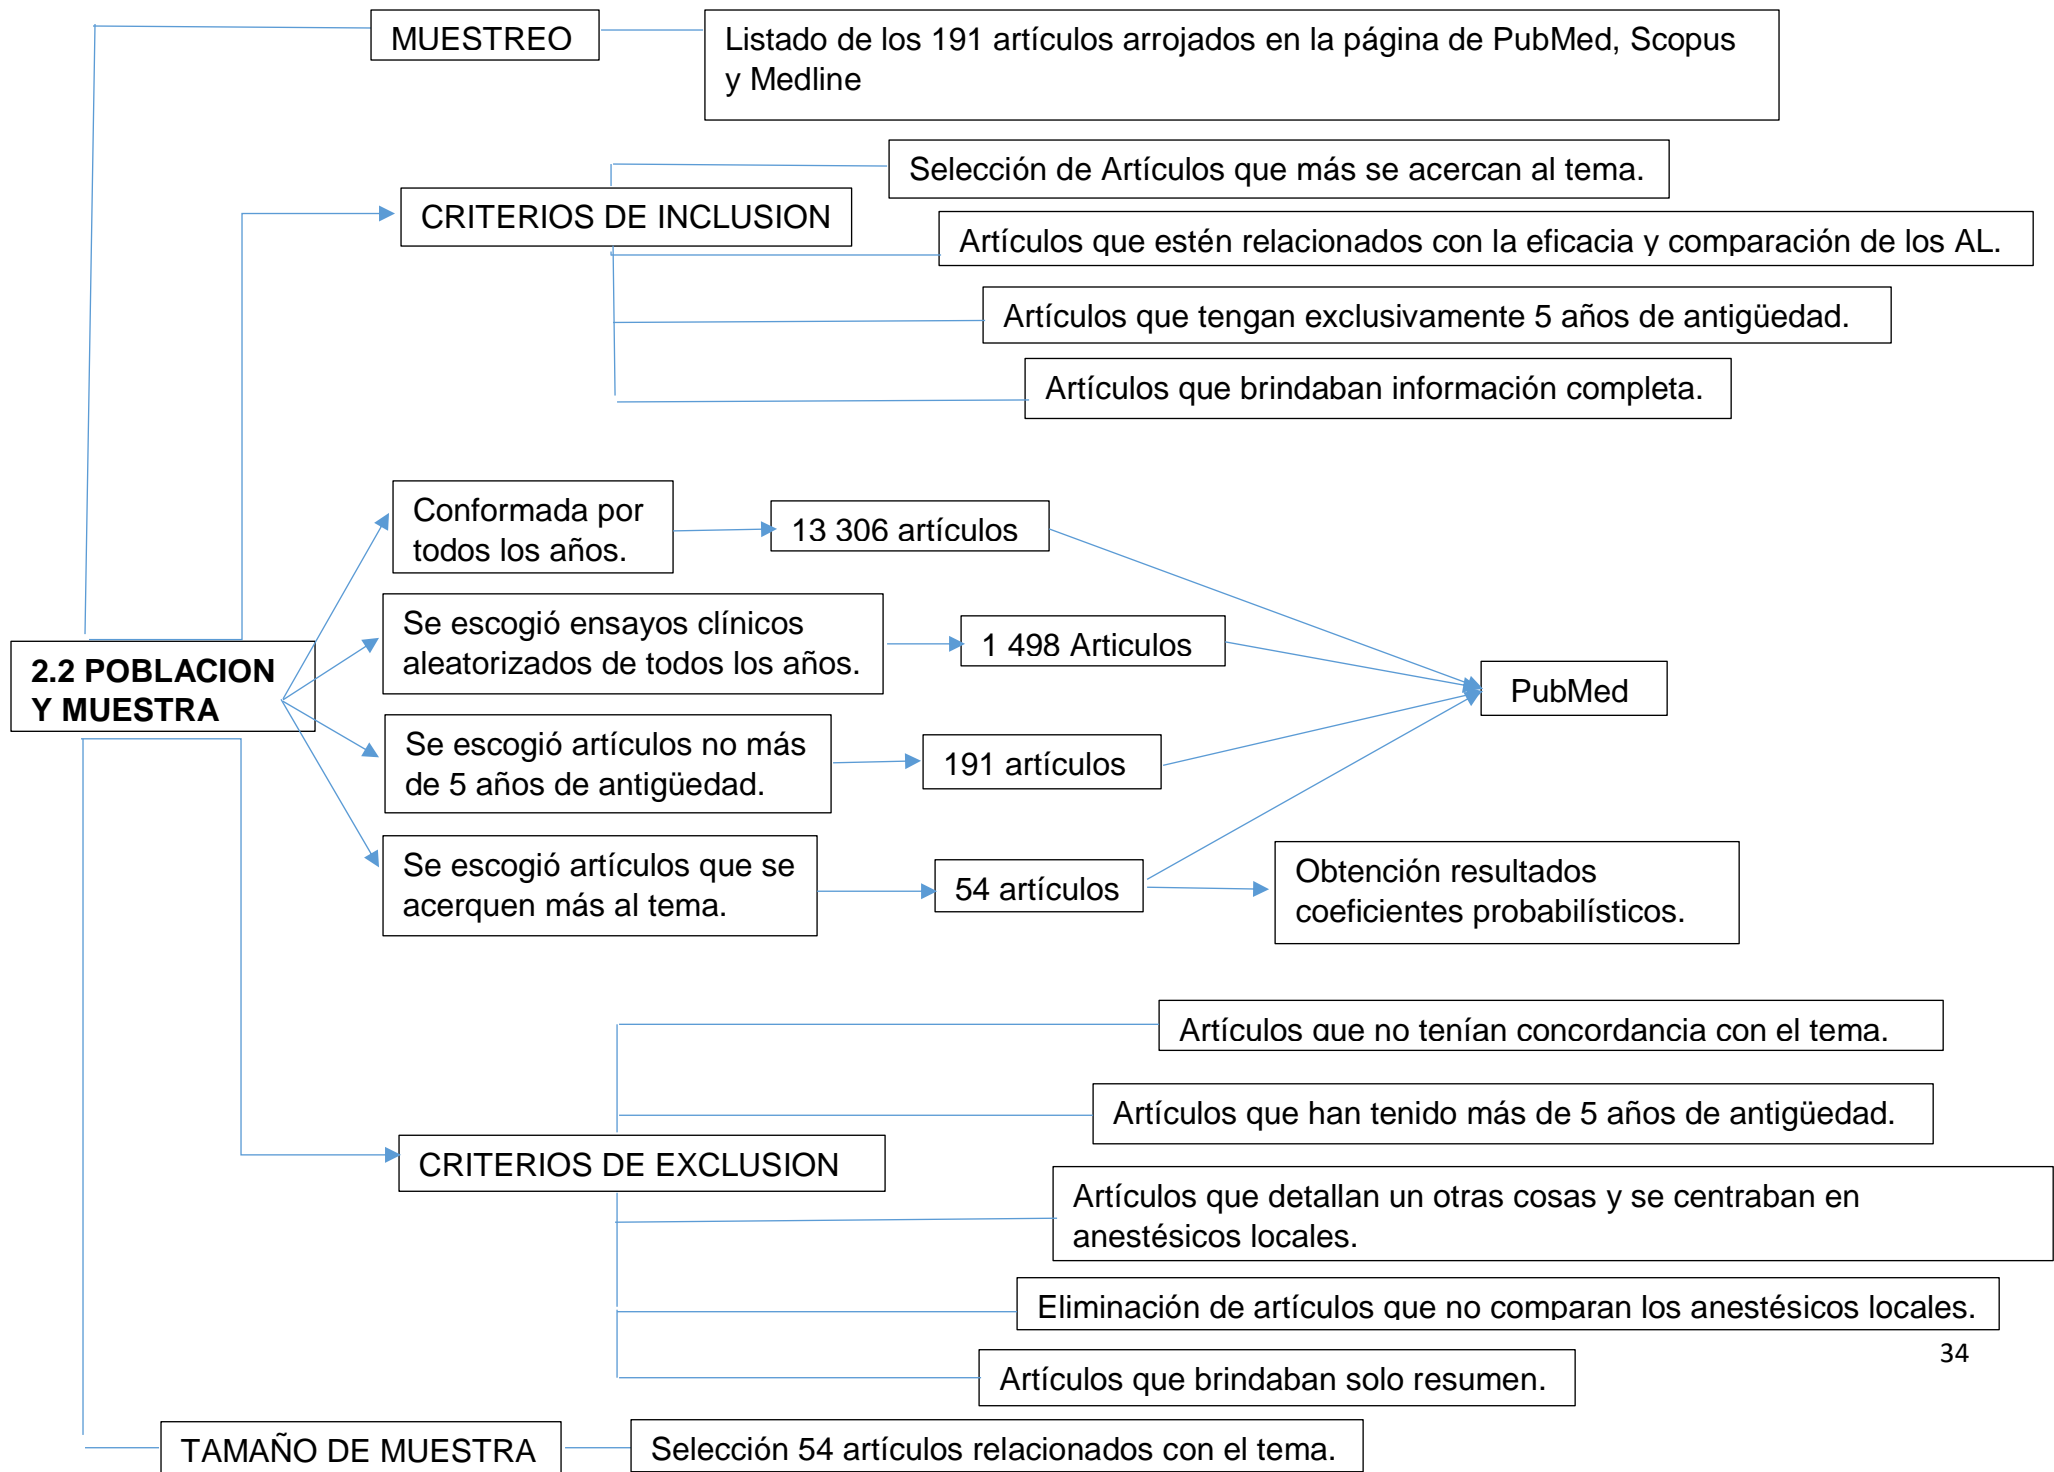 MUESTREO
Listado de los 191 artículos arrojados en la página de PubMed, Scopus
y Medline
Selección de Artículos que más se acercan al tema.
CRITERIOS DE INCLUSION
Artículos que estén relacionados con la eficacia y comparación de los AL.
Artículos que tengan exclusivamente 5 años de antigüedad.
Artículos que brindaban información completa.
Conformada por
todos los años.
13 306 artículos
Se escogió ensayos clínicos
aleatorizados de todos los años.
1 498 Articulos
2.2 POBLACION
Y MUESTRA
PubMed
Se escogió artículos no más
de 5 años de antigüedad.
191 artículos
Se escogió artículos que se
acerquen más al tema.
54 artículos
Obtención resultados
coeficientes probabilísticos.
Artículos que no tenían concordancia con el tema.
Artículos que han tenido más de 5 años de antigüedad.
CRITERIOS DE EXCLUSION
Artículos que detallan un otras cosas y se centraban en
anestésicos locales.
Eliminación de artículos que no comparan los anestésicos locales.
34
Artículos que brindaban solo resumen.
TAMAÑO DE MUESTRA
Selección 54 artículos relacionados con el tema.